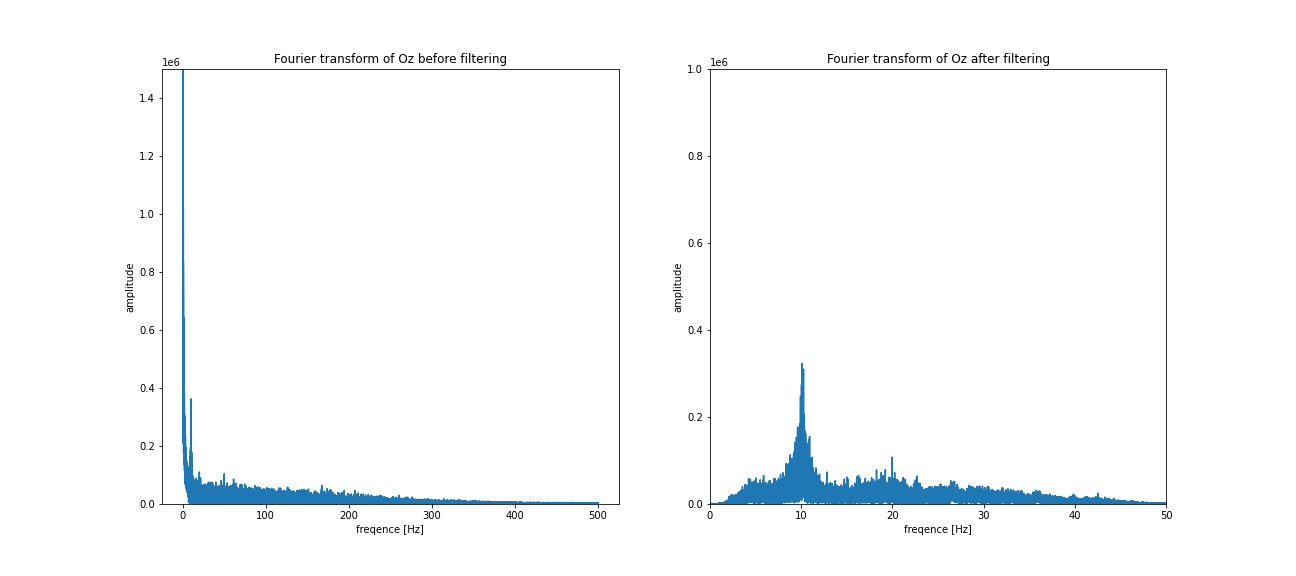 Fourier transform of Oz before filtering
1e6
1.4
1.2
1.0
0.8
0.6
0.4
0.2
0.0
amplitude
0 100 200 300 400 500
freqence [Hz]
Fourier transform of Oz after filtering
1e6
1.0
0.8
0.6
0.4
0.2
0.0
amplitude
0 10 20 30 40 50
freqence [Hz]